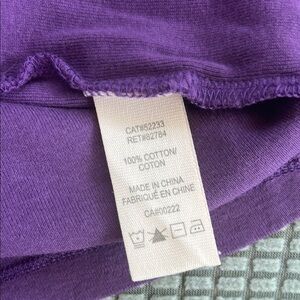 CAT#52233
RET#82784
100% COTTON/
COTON
MADE IN CHINA
FABRIQUÉ EN CHINE
CA#00222